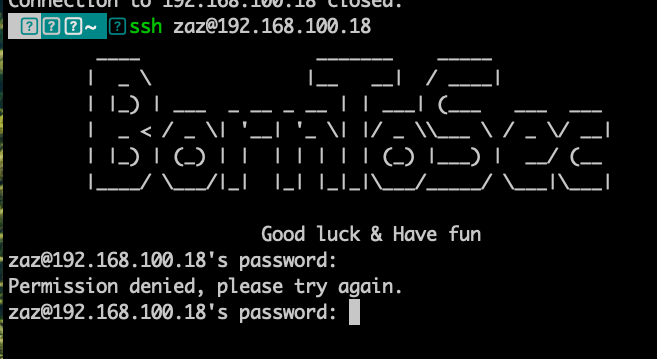 Connection to 192.168.100.18 closed.
~ ssh zaz@192.168.100.18
BornToSec
Good luck & Have fun
zaz@192.168.100.18's password:
Permission denied, please try again.
zaz@192.168.100.18's password: